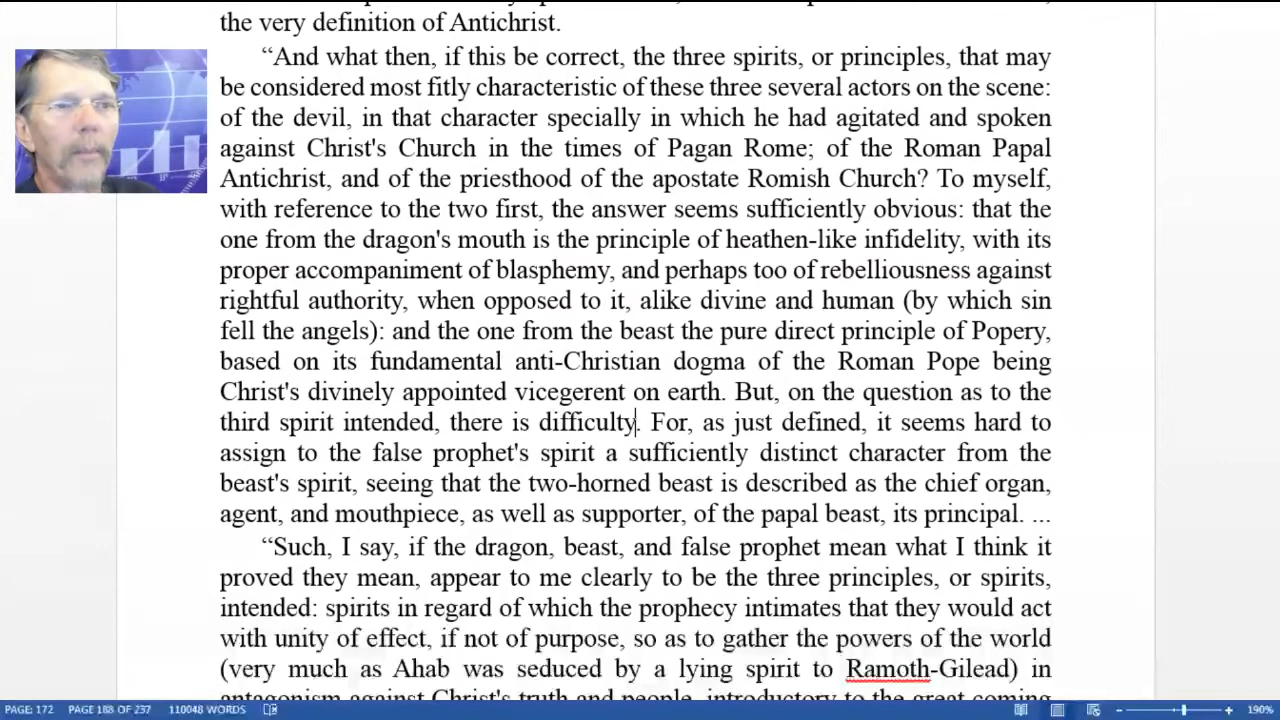 the very definition of Antichrist.
“And what then, if this be correct, the three spirits, or principles, that may
be considered most fitly characteristic of these three several actors on the scene:
of the devil, in that character specially in which he had agitated and spoken
against Christ's Church in the times of Pagan Rome; of the Roman Papal
Antichrist, and of the priesthood of the apostate Romish Church? To myself,
with reference to the two first, the answer seems sufficiently obvious: that the
one from the dragon's mouth is the principle of heathen-like infidelity, with its
proper accompaniment of blasphemy, and perhaps too of rebelliousness against
rightful authority, when opposed to it, alike divine and human (by which sin
fell the angels): and the one from the beast the pure direct principle of Popery,
based on its fundamental anti-Christian dogma of the Roman Pope being
Christ's divinely appointed vicegerent on earth. But, on the question as to the
third spirit intended, there is difficulty. For, as just defined, it seems hard to
assign to the false prophet's spirit a sufficiently distinct character from the
beast's spirit, seeing that the two-horned beast is described as the chief organ,
agent, and mouthpiece, as well as supporter, of the papal beast, its principal. ...
“Such, I say, if the dragon, beast, and false prophet mean what I think it
proved they mean, appear to me clearly to be the three principles, or spirits,
intended: spirits in regard of which the prophecy intimates that they would act
with unity of effect, if not of purpose, so as to gather the powers of the world
(very much as Ahab was seduced by a lying spirit to Ramoth-Gilead) in
antagonism against Christ's truth and people, introductory to the great coming
PAGE: 172 PAGE 188 OF 237 110048 WORDS 190%